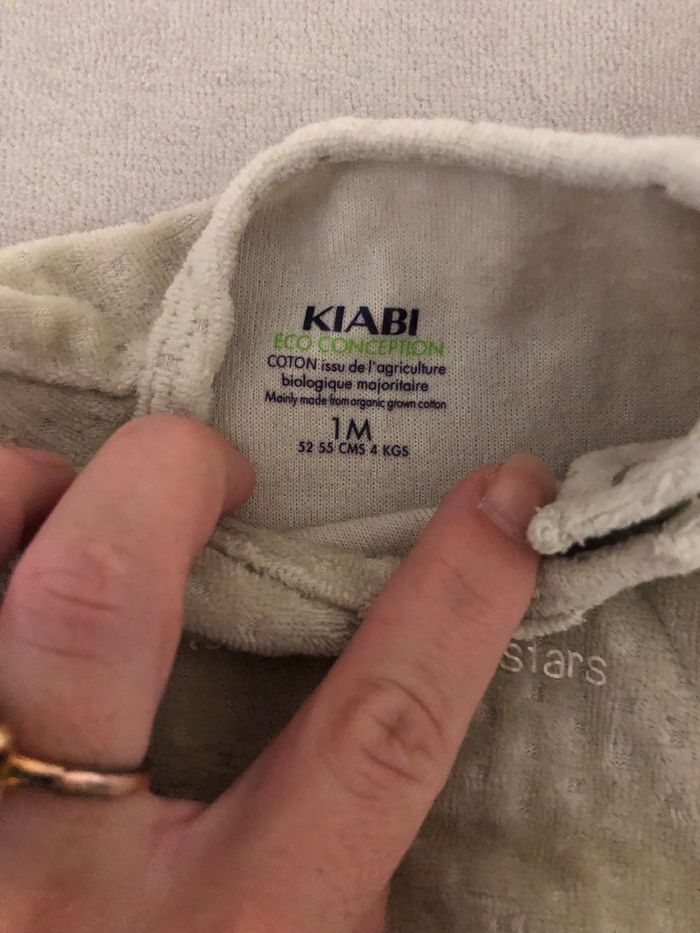 KIABI
ECO CONCEPTION
COTON issu de l'agriculture
biologique majoritaire
Mainly made from organic grown cotton
1M
52 55 CMS 4 KGS
stars